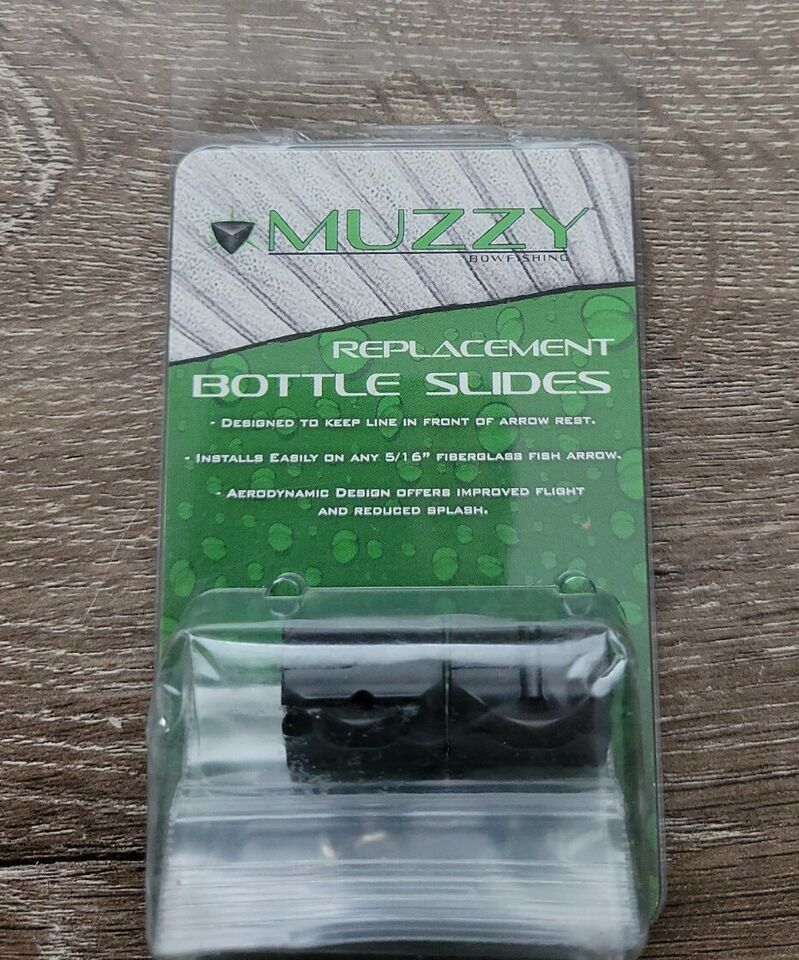 MUZZY
BOWFISHING
REPLACEMENT
BOTTLE SLIDES
- DESIGNED TO KEEP LINE IN FRONT OF ARROW REST.
- INSTALLS EASILY ON ANY 5/16" FIBERGLASS FISH ARROW.
- AERODYNAMIC DESIGN OFFERS IMPROVED FLIGHT
AND REDUCED SPLASH.